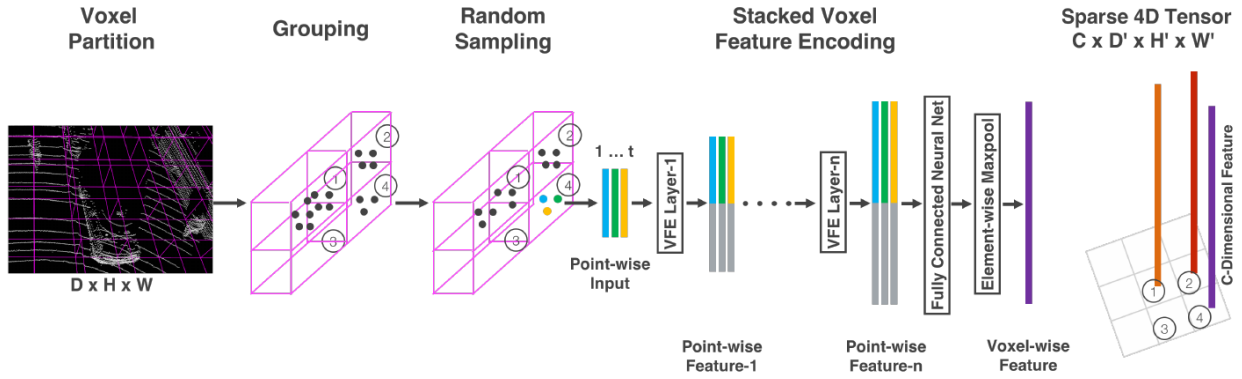 Voxel
Partition
Grouping
Random
Sampling
Stacked Voxel
Feature Encoding
Sparse 4D Tensor
C x D' x H' x W'
D x H x W
1
2
3
4
1
2
3
4
1 ... t
Point-wise
Input
VFE Layer-1
Point-wise
Feature-1
VFE Layer-n
Point-wise
Feature-n
Fully Connected Neural Net
Element-wise Maxpool
Voxel-wise
Feature
C-Dimensional Feature
1
2
3
4